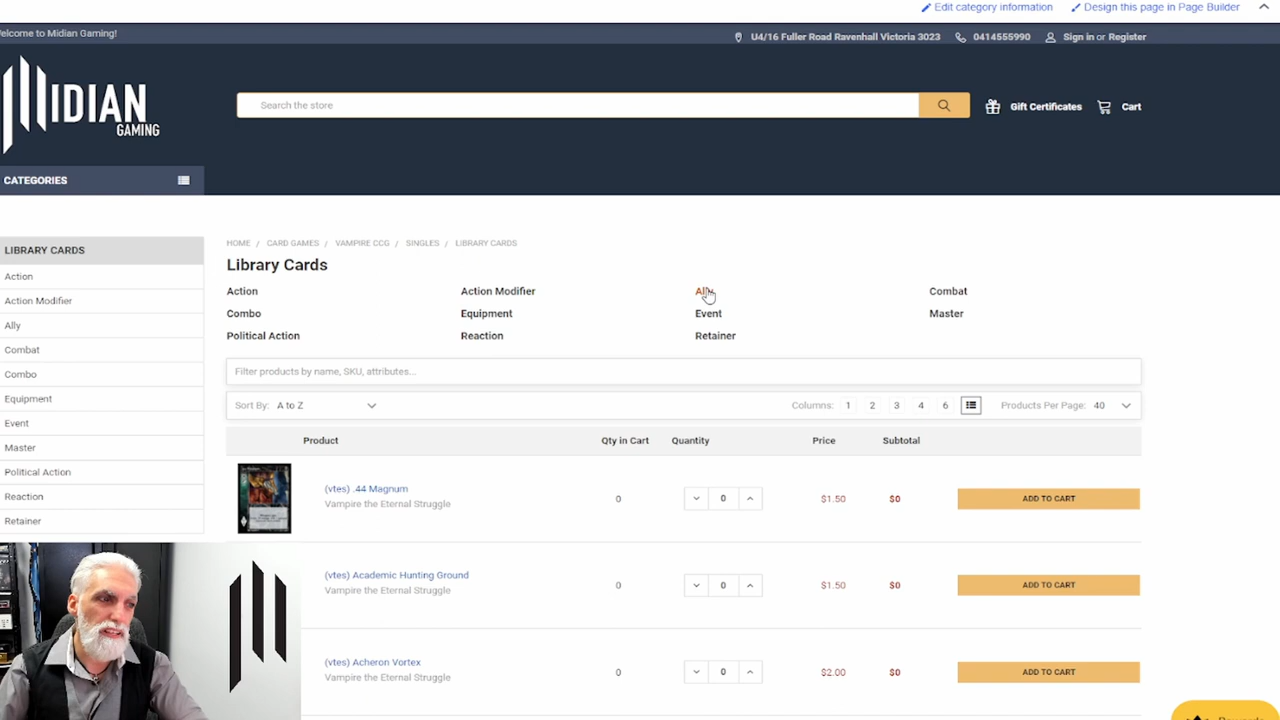 Edit category information Design this page in Page Builder
Welcome to Midian Gaming! U4/16 Fuller Road Ravenhall Victoria 3023 0414555990 Sign in or Register
MIDIAN
GAMING
Search the store
Gift Certificates Cart
CATEGORIES
LIBRARY CARDS
Action
Action Modifier
Ally
Combat
Combo
Equipment
Event
Master
Political Action
Reaction
Retainer
HOME / CARD GAMES / VAMPIRE CCG / SINGLES / LIBRARY CARDS
Library Cards
Action Action Modifier Ally Combat
Combo Equipment Event Master
Political Action Reaction Retainer
Filter products by name, SKU, attributes...
Sort By: A to Z Columns: 1 2 3 4 6 Products Per Page: 40
Product Qty in Cart Quantity Price Subtotal
(vtes) .44 Magnum
Vampire the Eternal Struggle
0 0 $1.50 $0 ADD TO CART
(vtes) Academic Hunting Ground
Vampire the Eternal Struggle
0 0 $1.50 $0 ADD TO CART
(vtes) Acheron Vortex
Vampire the Eternal Struggle
0 0 $2.00 $0 ADD TO CART